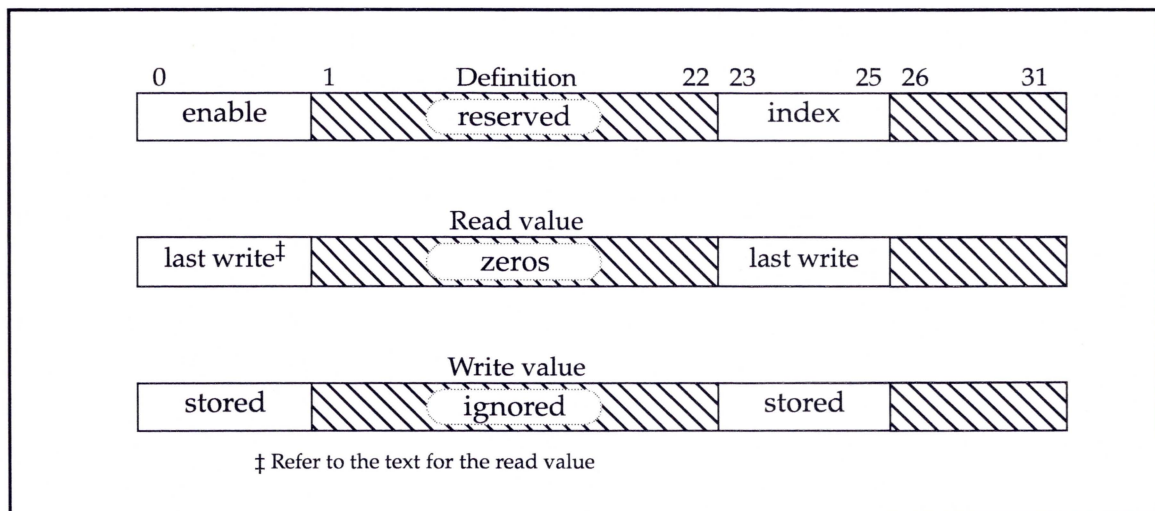 0 1 Definition 22 23 25 26 31
enable reserved index
Read value
last write‡ zeros last write
Write value
stored ignored stored
‡ Refer to the text for the read value